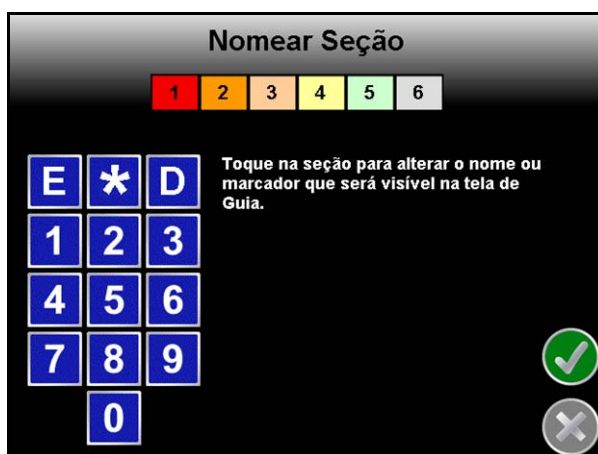 Nomear Seção
1 2 3 4 5 6
Toque na seção para alterar o nome ou
marcador que será visível na tela de
Guia.
E * D
1 2 3
4 5 6
7 8 9
0